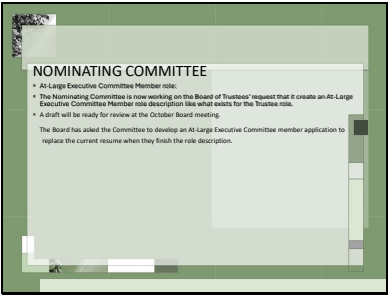 NOMINATING COMMITTEE
▪ At-Large Executive Committee Member role:
▪ The Nominating Committee is now working on the Board of Trustees' request that it create an At-Large
Executive Committee Member role description like what exists for the Trustee role.
▪ A draft will be ready for review at the October Board meeting.
The Board has asked the Committee to develop an At-Large Executive Committee member application to
replace the current resume when they finish the role description.